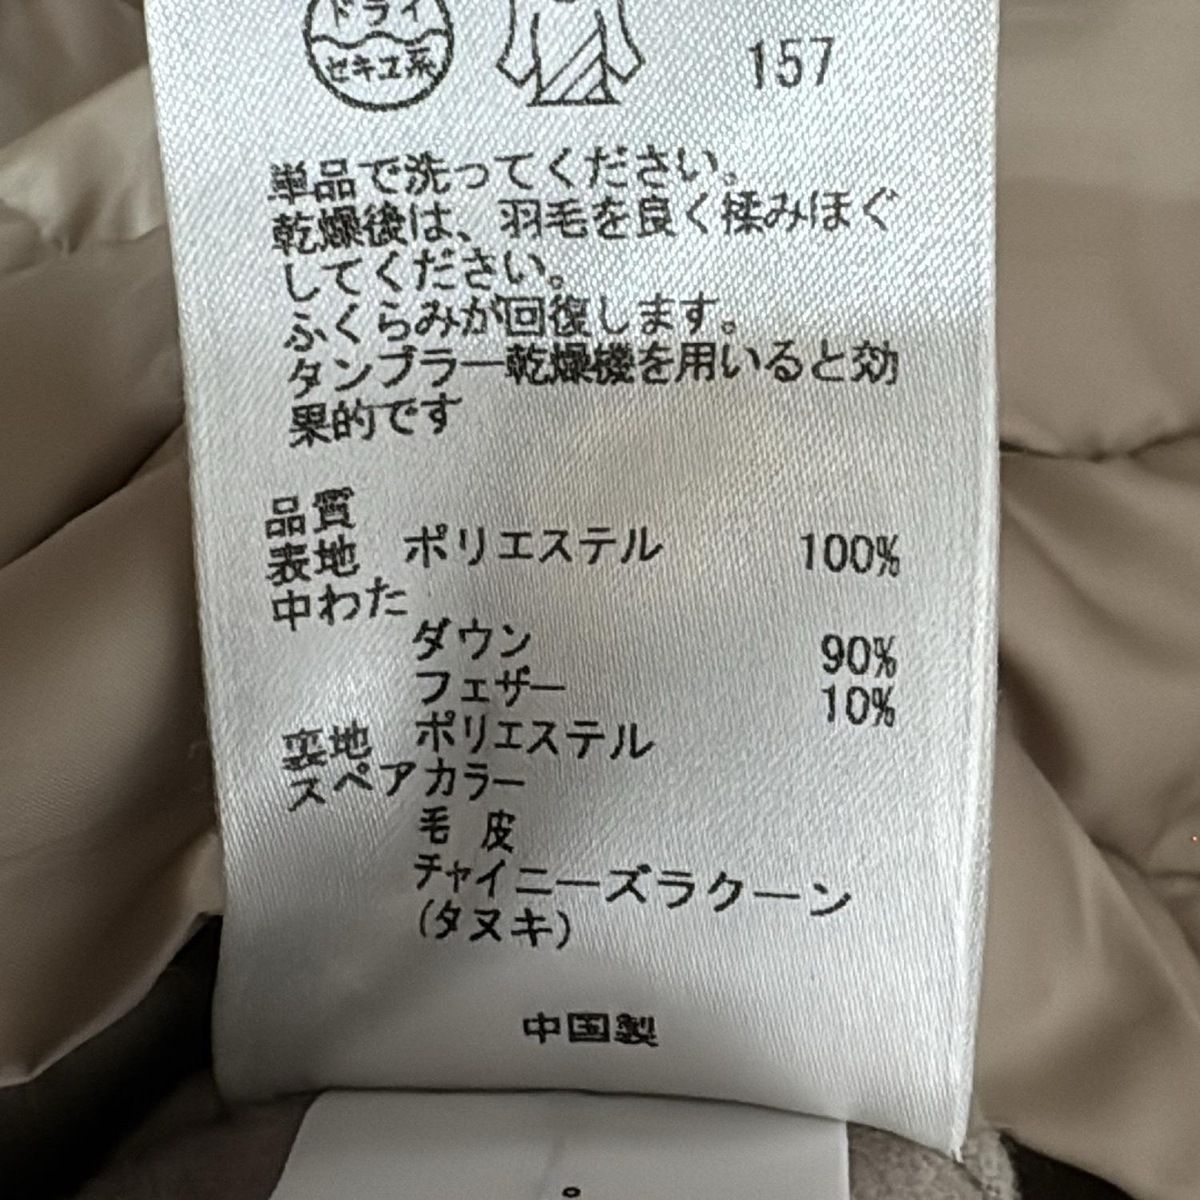 ドライ
セキユ系
157
単品で洗ってください。
乾燥後は、羽毛を良く揉みほぐ
してください。
ふくらみが回復します。
タンブラー乾燥機を用いると効
果的です
品質
表地 ポリエステル 100%
中わた
ダウン 90%
フェザー 10%
裏地 ポリエステル
スペアカラー
毛皮
チャイニーズラクーン
(タヌキ)
中国製